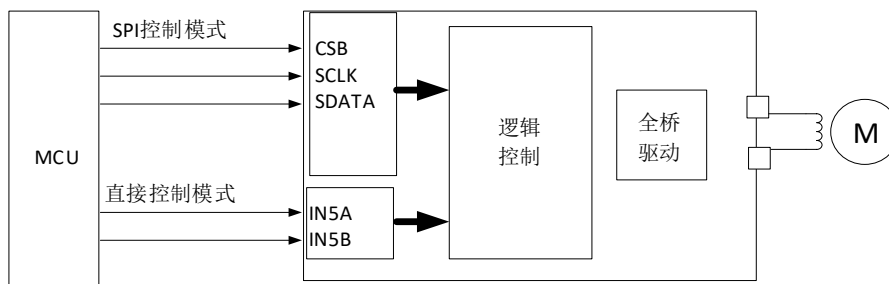 SPI控制模式
CSB
SCLK
SDATA
MCU
逻辑
控制
全桥
驱动
M
直接控制模式
IN5A
IN5B